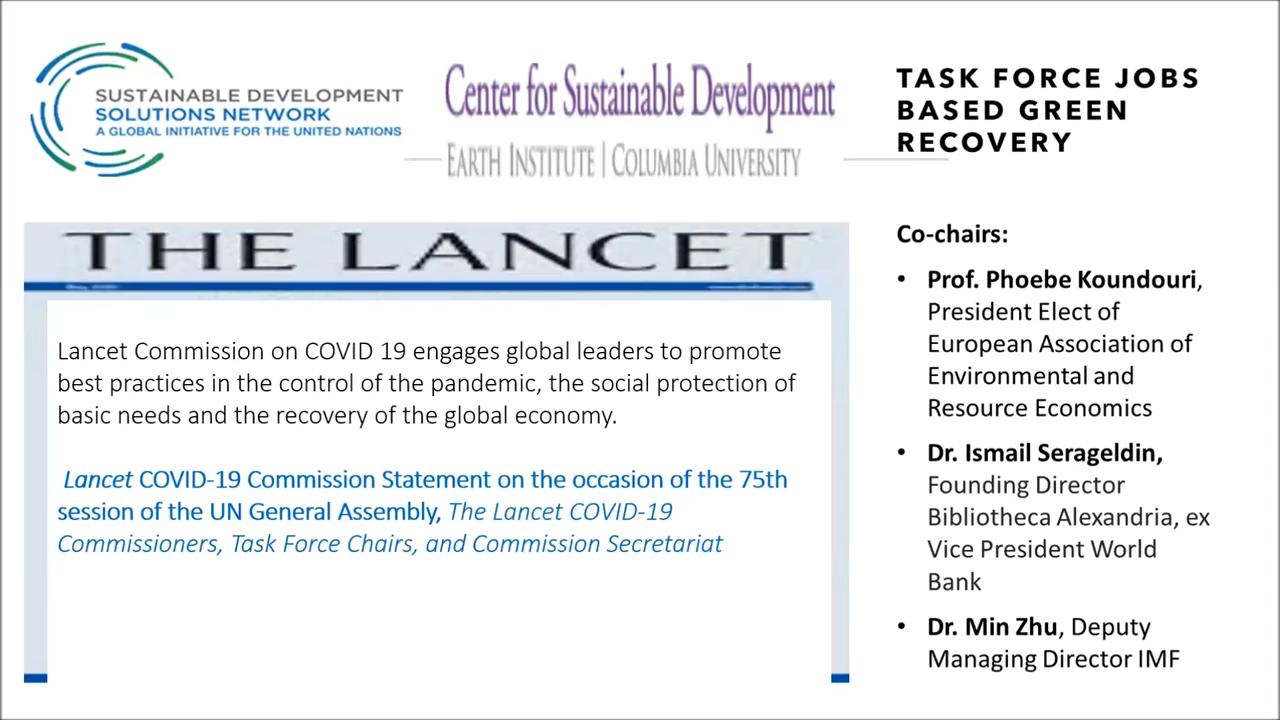 SUSTAINABLE DEVELOPMENT
SOLUTIONS NETWORK
A GLOBAL INITIATIVE FOR THE UNITED NATIONS
Center for Sustainable Development
EARTH INSTITUTE | COLUMBIA UNIVERSITY
TASK FORCE JOBS
BASED GREEN
RECOVERY
THE LANCET
Lancet Commission on COVID 19 engages global leaders to promote
best practices in the control of the pandemic, the social protection of
basic needs and the recovery of the global economy.
Lancet COVID-19 Commission Statement on the occasion of the 75th
session of the UN General Assembly, The Lancet COVID-19
Commissioners, Task Force Chairs, and Commission Secretariat
Co-chairs:
• Prof. Phoebe Koundouri,
President Elect of
European Association of
Environmental and
Resource Economics
• Dr. Ismail Serageldin,
Founding Director
Bibliotheca Alexandria, ex
Vice President World
Bank
• Dr. Min Zhu, Deputy
Managing Director IMF